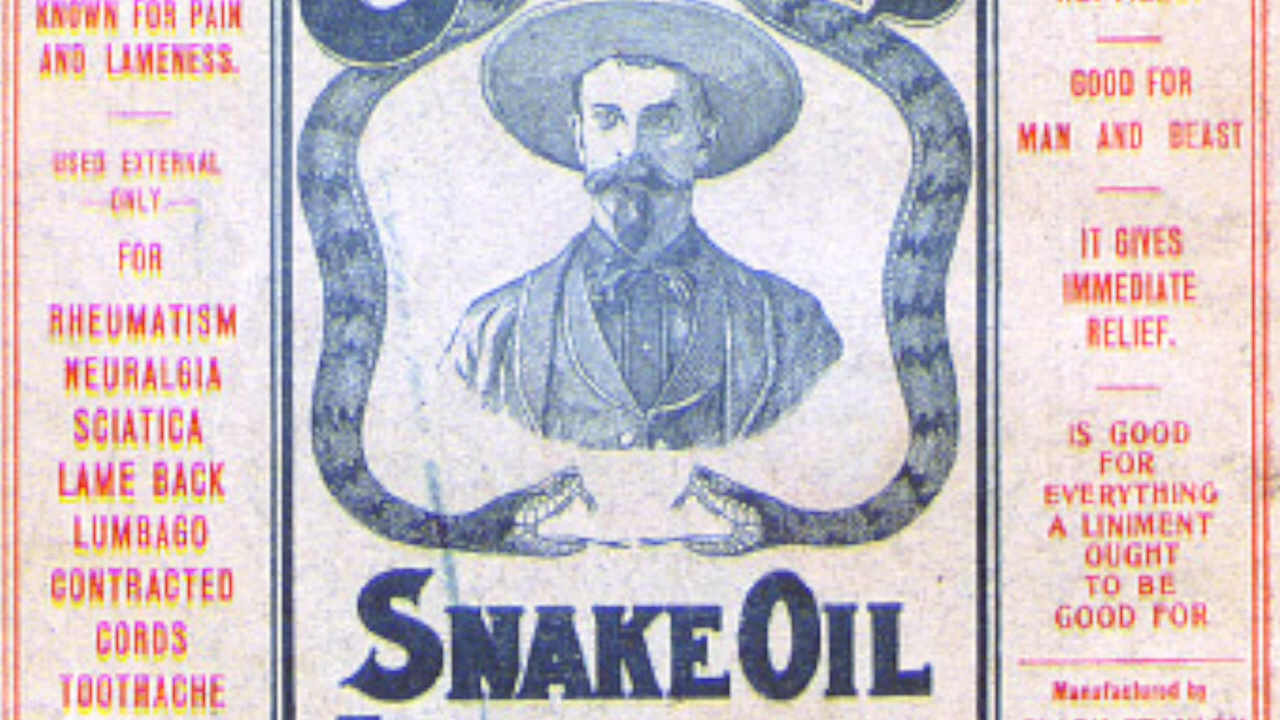 KNOWN FOR PAIN
AND LAMENESS.
USED EXTERNAL
ONLY
FOR
RHEUMATISM
NEURALGIA
SCIATICA
LAME BACK
LUMBAGO
CONTRACTED
CORDS
TOOTHACHE
SNAKE OIL
GOOD FOR
MAN AND BEAST
IT GIVES
IMMEDIATE
RELIEF.
IS GOOD
FOR
EVERYTHING
A LINIMENT
OUGHT
TO BE
GOOD FOR
Manufactured by